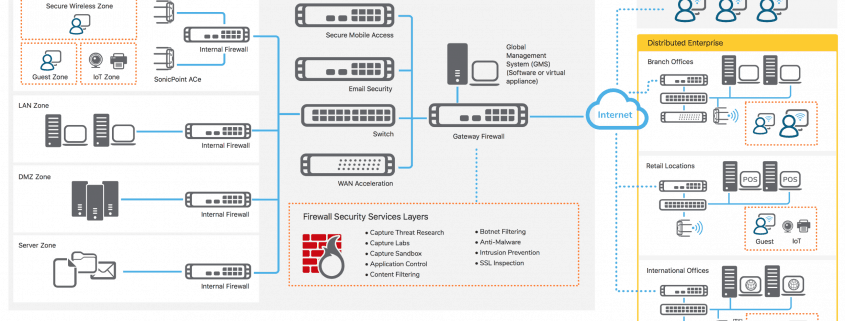 Secure Wireless Zone
Internal Firewall
Guest Zone
IoT Zone
SonicPoint ACe
LAN Zone
Internal Firewall
DMZ Zone
Internal Firewall
Server Zone
Internal Firewall
Secure Mobile Access
Email Security
Switch
WAN Acceleration
Global
Management
System (GMS)
(Software or virtual
appliance)
Gateway Firewall
Firewall Security Services Layers
• Capture Threat Research
• Capture Labs
• Capture Sandbox
• Application Control
• Content Filtering
• Botnet Filtering
• Anti-Malware
• Intrusion Prevention
• SSL Inspection
Internet
Distributed Enterprise
Branch Offices
Retail Locations
POS
POS
Guest
IoT
International Offices